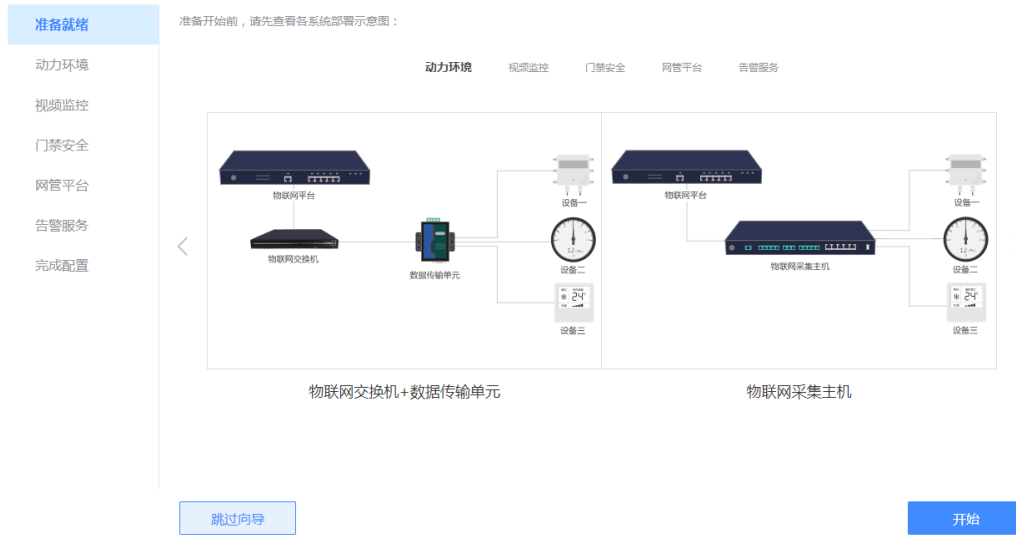 准备就绪
动力环境
视频监控
门禁安全
网管平台
告警服务
完成配置
准备开始前，请先查看各系统部署示意图：
动力环境 视频监控 门禁安全 网管平台 告警服务
物联网平台
物联网交换机
数据传输单元
设备一
12
设备二
24°
设备三
物联网交换机+数据传输单元
物联网平台
物联网采集主机
设备一
12
设备二
24°
设备三
物联网采集主机
跳过向导
开始